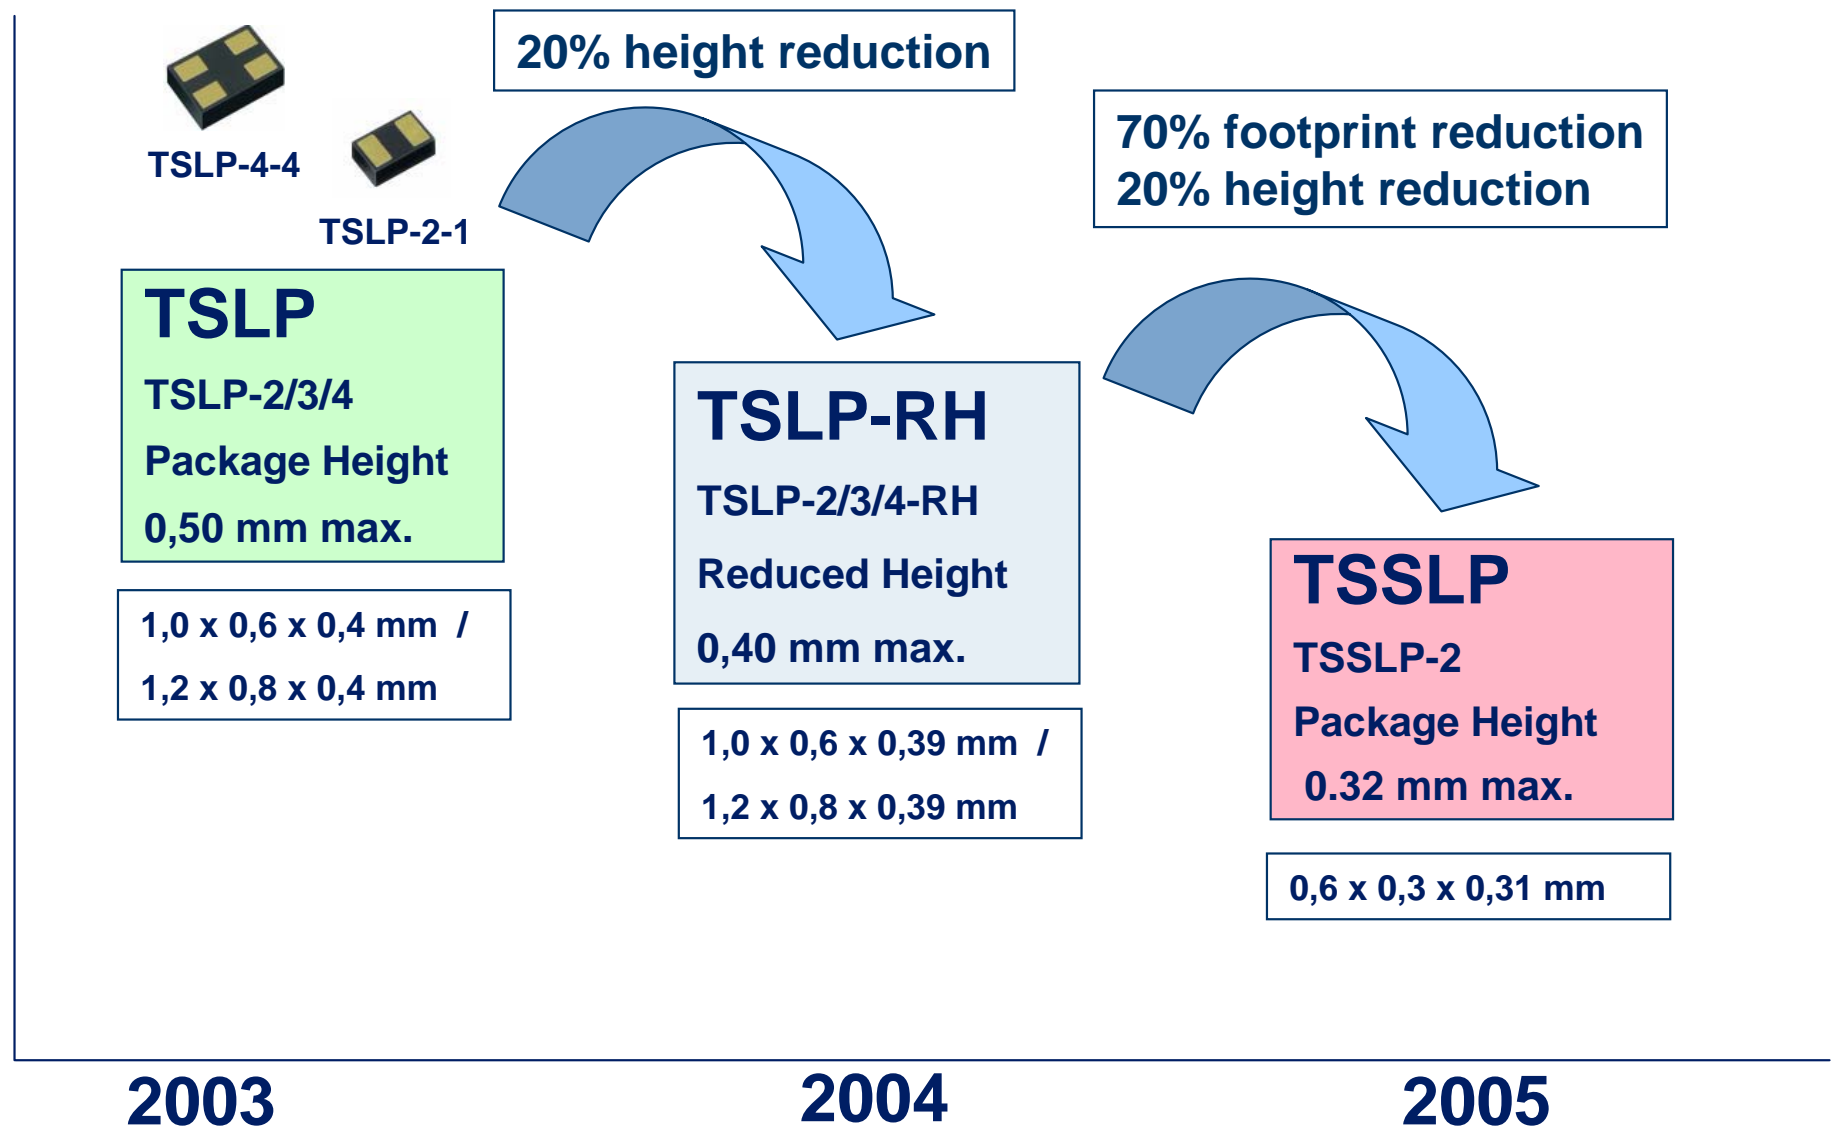 20% height reduction
70% footprint reduction
20% height reduction
TSLP-4-4
TSLP-2-1
TSLP
TSLP-2/3/4
Package Height
0,50 mm max.
1,0 x 0,6 x 0,4 mm /
1,2 x 0,8 x 0,4 mm
TSLP-RH
TSLP-2/3/4-RH
Reduced Height
0,40 mm max.
1,0 x 0,6 x 0,39 mm /
1,2 x 0,8 x 0,39 mm
TSSLP
TSSLP-2
Package Height
0.32 mm max.
0,6 x 0,3 x 0,31 mm
2003
2004
2005